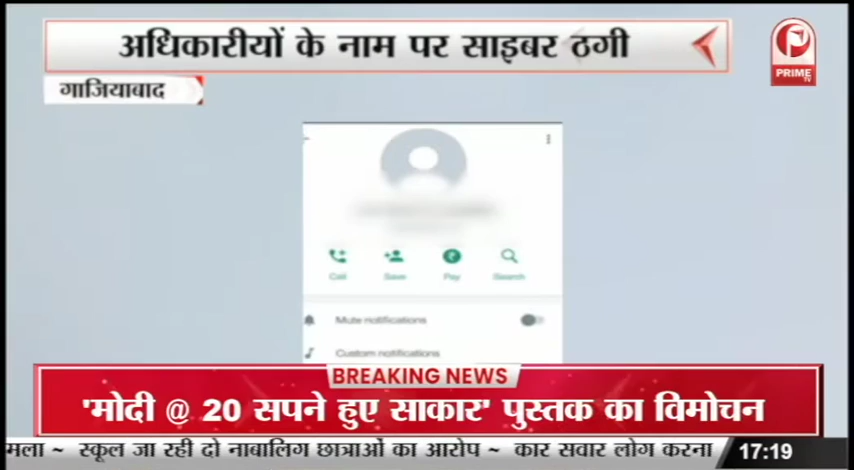 अधिकारीयों के नाम पर साइबर ठगी
PRIME TV
गाजियाबाद
Call Save Pay Search
Mute notifications
Custom notifications
BREAKING NEWS
'मोदी @ 20 सपने हुए साकार' पुस्तक का विमोचन
मला ~ स्कूल जा रही दो नाबालिग छात्राओं का आरोप ~ कार सवार लोग करना
17:19